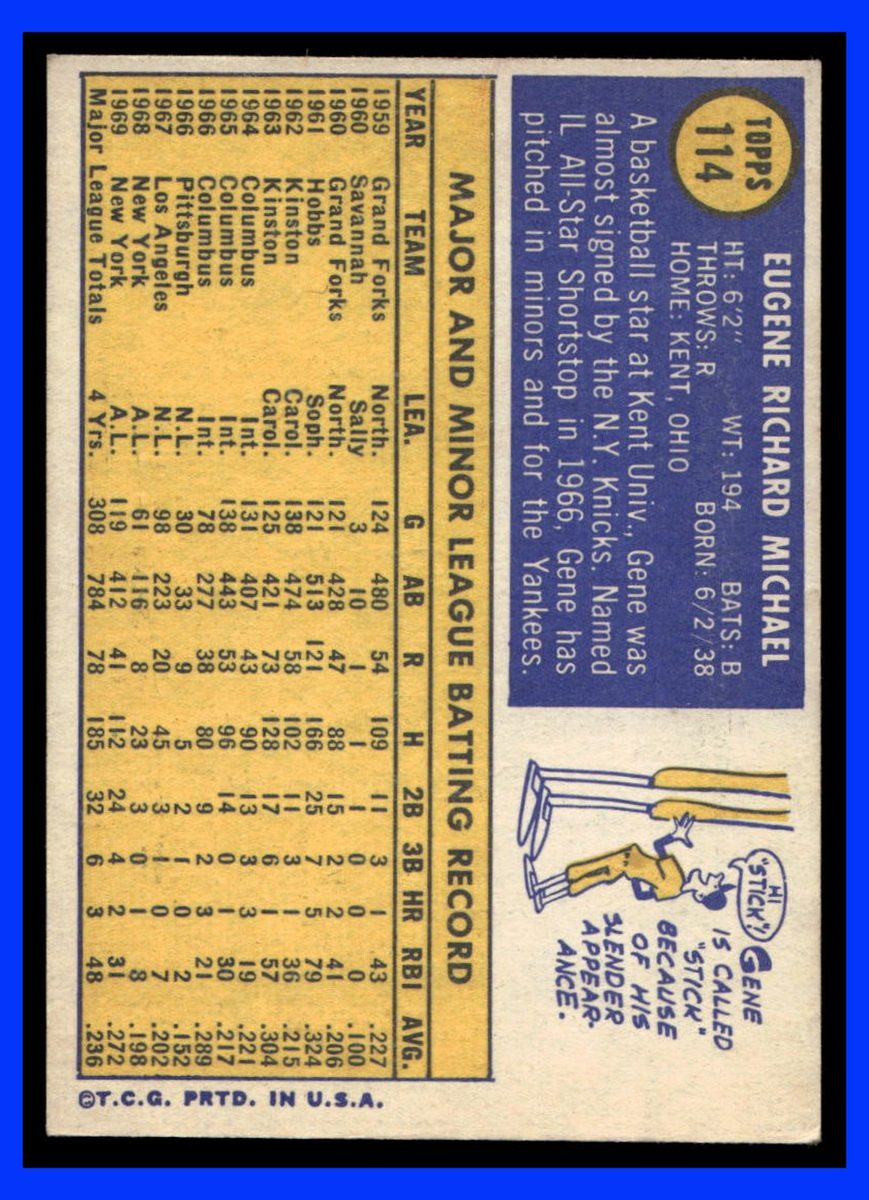 TOPPS
114
EUGENE RICHARD MICHAEL
HT: 6'2" WT: 194 BATS: B
THROWS: R BORN: 6/2/38
HOME: KENT, OHIO
A basketball star at Kent Univ., Gene was
almost signed by the N.Y. Knicks. Named
IL All-Star Shortstop in 1966, Gene has
pitched in minors and for the Yankees.
HI
"STICK"!
GENE
IS CALLED
"STICK"
BECAUSE
OF HIS
SLENDER
APPEAR-
ANCE.
MAJOR AND MINOR LEAGUE BATTING RECORD
YEAR TEAM LEA. G AB R H 2B 3B HR RBI AVG.
1959 Grand Forks North. 124 480 54 109 11 3 1 43 .227
1960 Savannah Sally 3 10 1 1 0 0 0 0 .100
1960 Grand Forks North. 121 428 47 88 15 2 2 41 .206
1961 Hobbs Soph. 121 513 121 166 25 7 5 79 .324
1962 Kinston Carol. 138 474 58 102 11 3 1 36 .215
1963 Kinston Carol. 125 421 73 128 17 6 1 57 .304
1964 Columbus Int. 131 407 43 90 13 3 3 19 .221
1965 Columbus Int. 138 443 53 96 14 0 1 30 .217
1966 Columbus Int. 78 277 38 80 9 2 3 21 .289
1966 Pittsburgh N.L. 30 33 9 5 2 1 0 2 .152
1967 Los Angeles N.L. 98 223 20 45 3 1 0 7 .202
1968 New York A.L. 61 116 8 23 3 0 1 8 .198
1969 New York A.L. 119 412 41 112 24 4 2 31 .272
Major League Totals 4 Yrs. 308 784 78 185 32 6 3 48 .236
©T.C.G. PRTD. IN U.S.A.